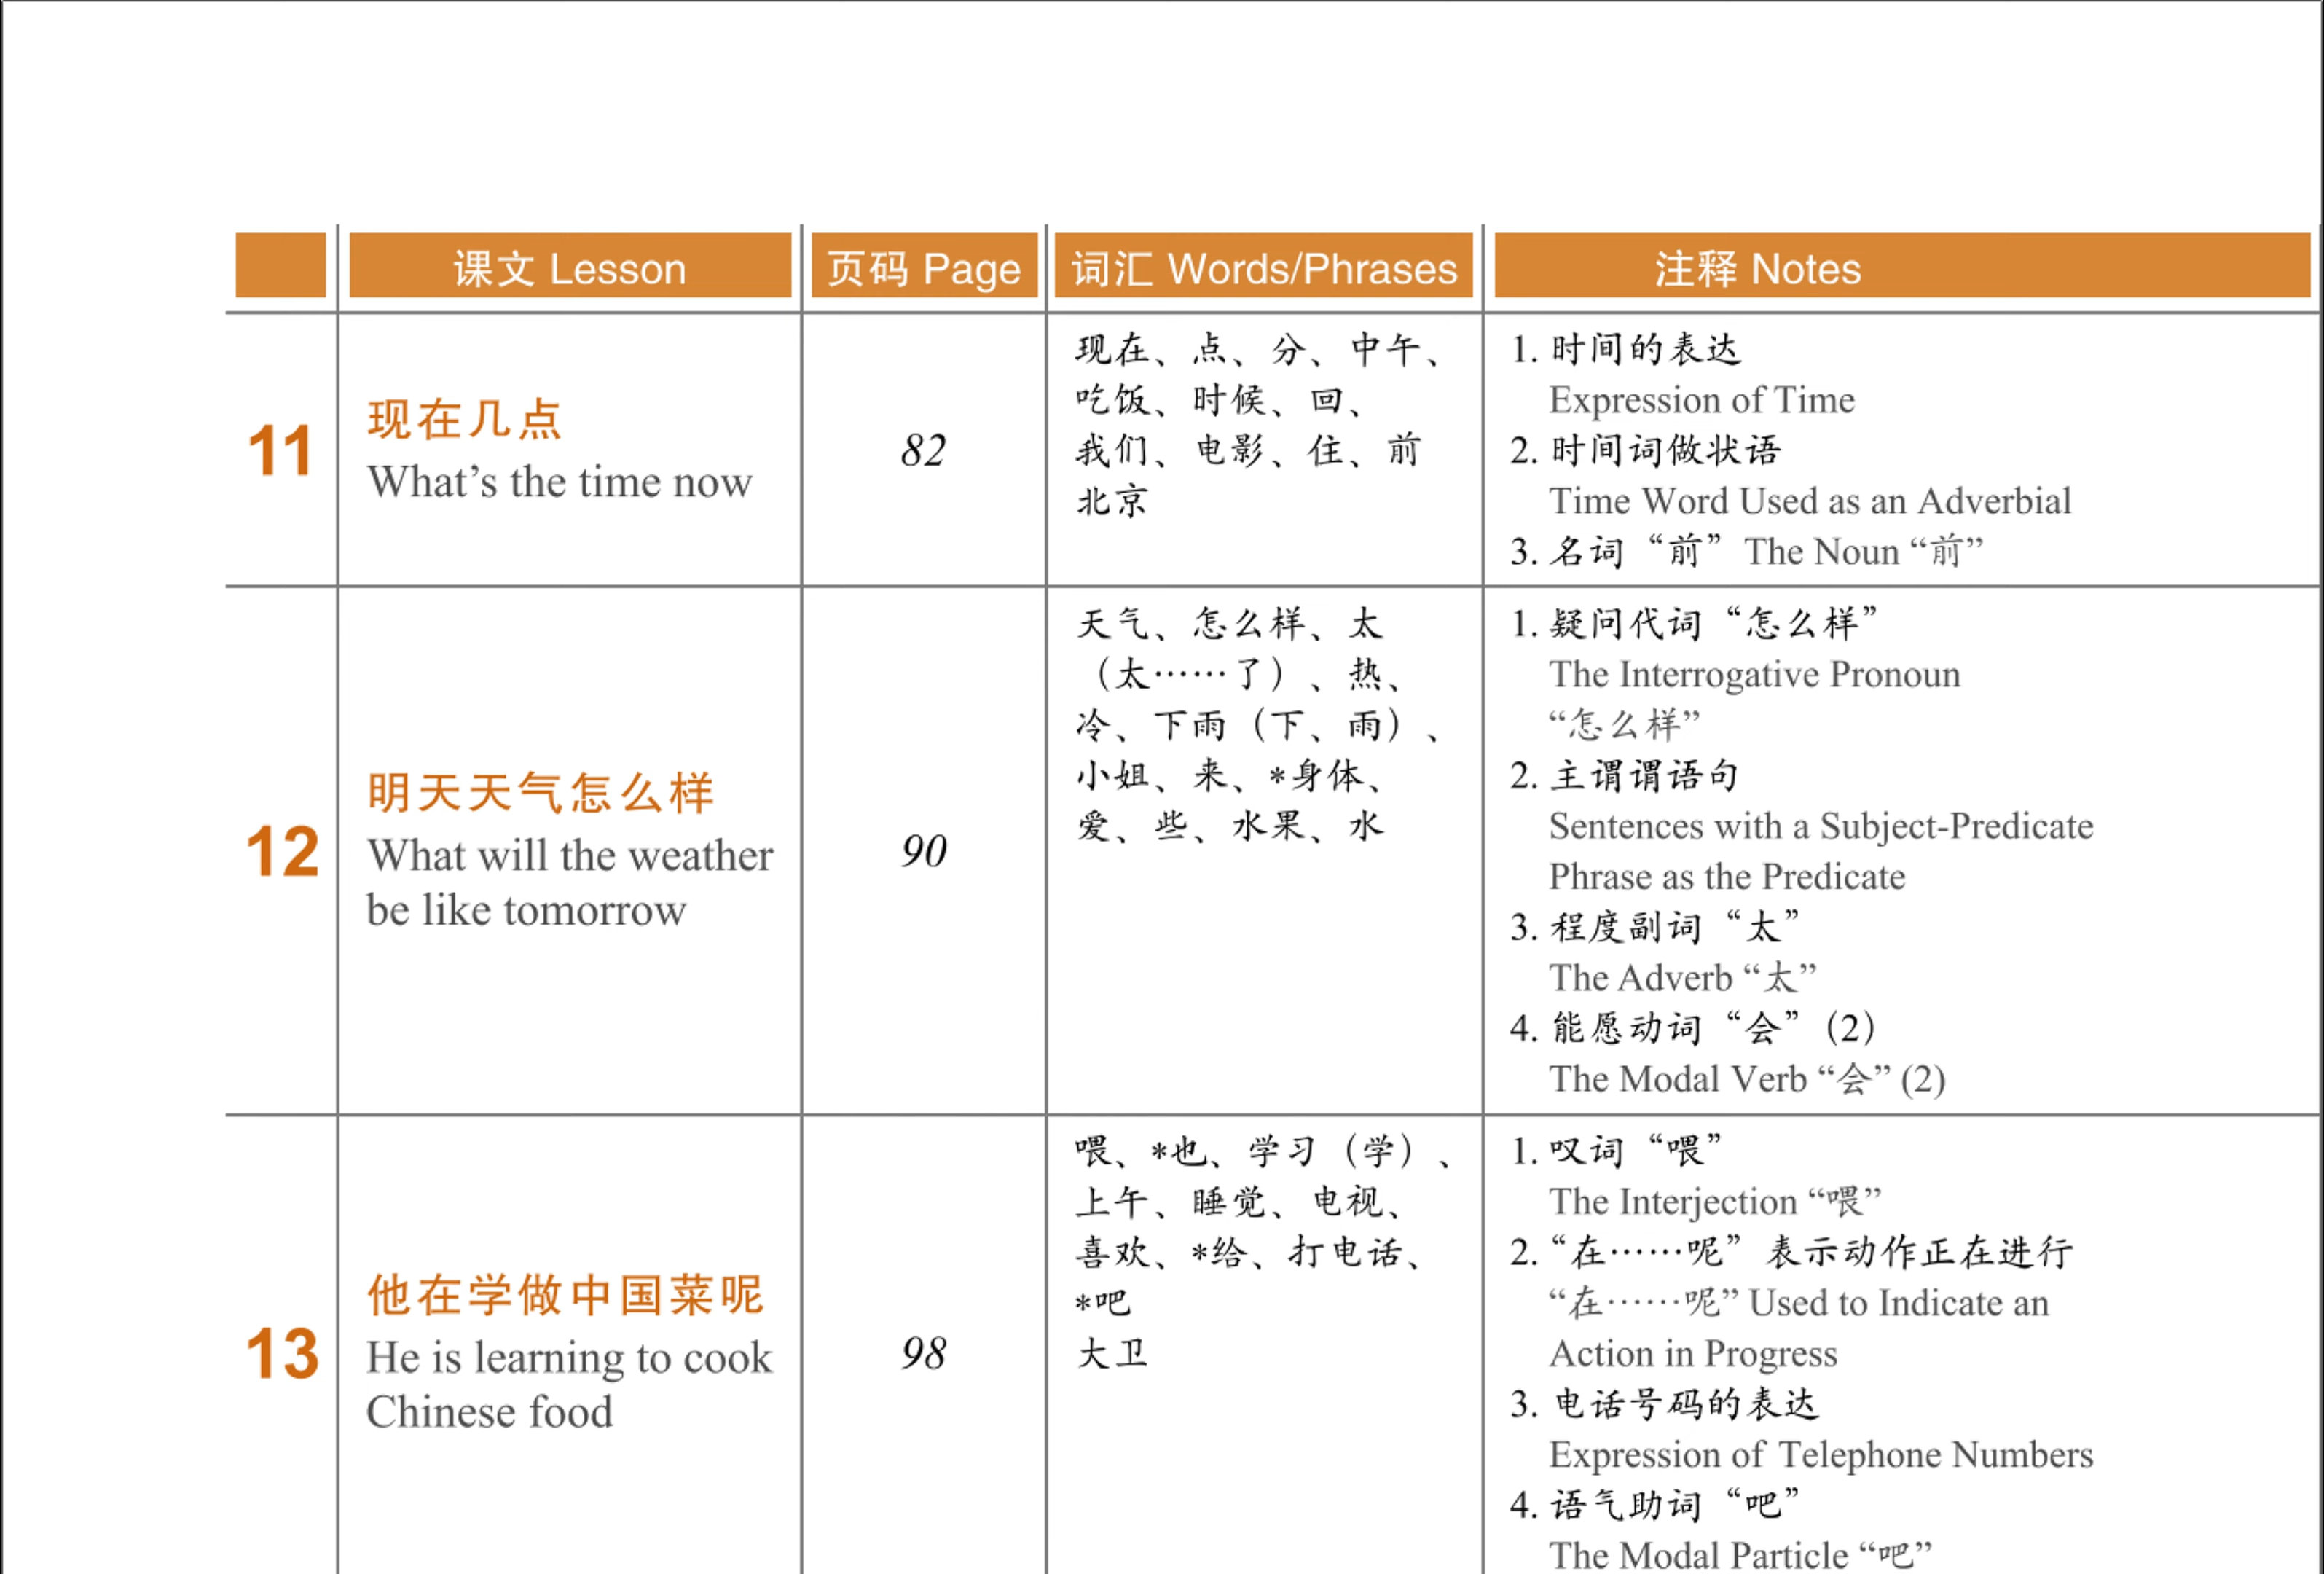 课文 Lesson
页码 Page
词汇 Words/Phrases
注释 Notes
11
现在几点
What's the time now
82
现在、点、分、中午、
吃饭、时候、回、
我们、电影、住、前
北京
1. 时间的表达
Expression of Time
2. 时间词做状语
Time Word Used as an Adverbial
3. 名词“前” The Noun “前”
12
明天天气怎么样
What will the weather
be like tomorrow
90
天气、怎么样、太
（太……了）、热、
冷、下雨（下、雨）、
小姐、来、*身体、
爱、些、水果、水
1. 疑问代词“怎么样”
The Interrogative Pronoun
“怎么样”
2. 主谓谓语句
Sentences with a Subject-Predicate
Phrase as the Predicate
3. 程度副词“太”
The Adverb “太”
4. 能愿动词“会”(2)
The Modal Verb “会” (2)
13
他在学做中国菜呢
He is learning to cook
Chinese food
98
喂、*也、学习（学）、
上午、睡觉、电视、
喜欢、*给、打电话、
*吧
大卫
1. 叹词“喂”
The Interjection “喂”
2. “在……呢”表示动作正在进行
“在……呢” Used to Indicate an
Action in Progress
3. 电话号码的表达
Expression of Telephone Numbers
4. 语气助词“吧”
The Modal Particle “吧”